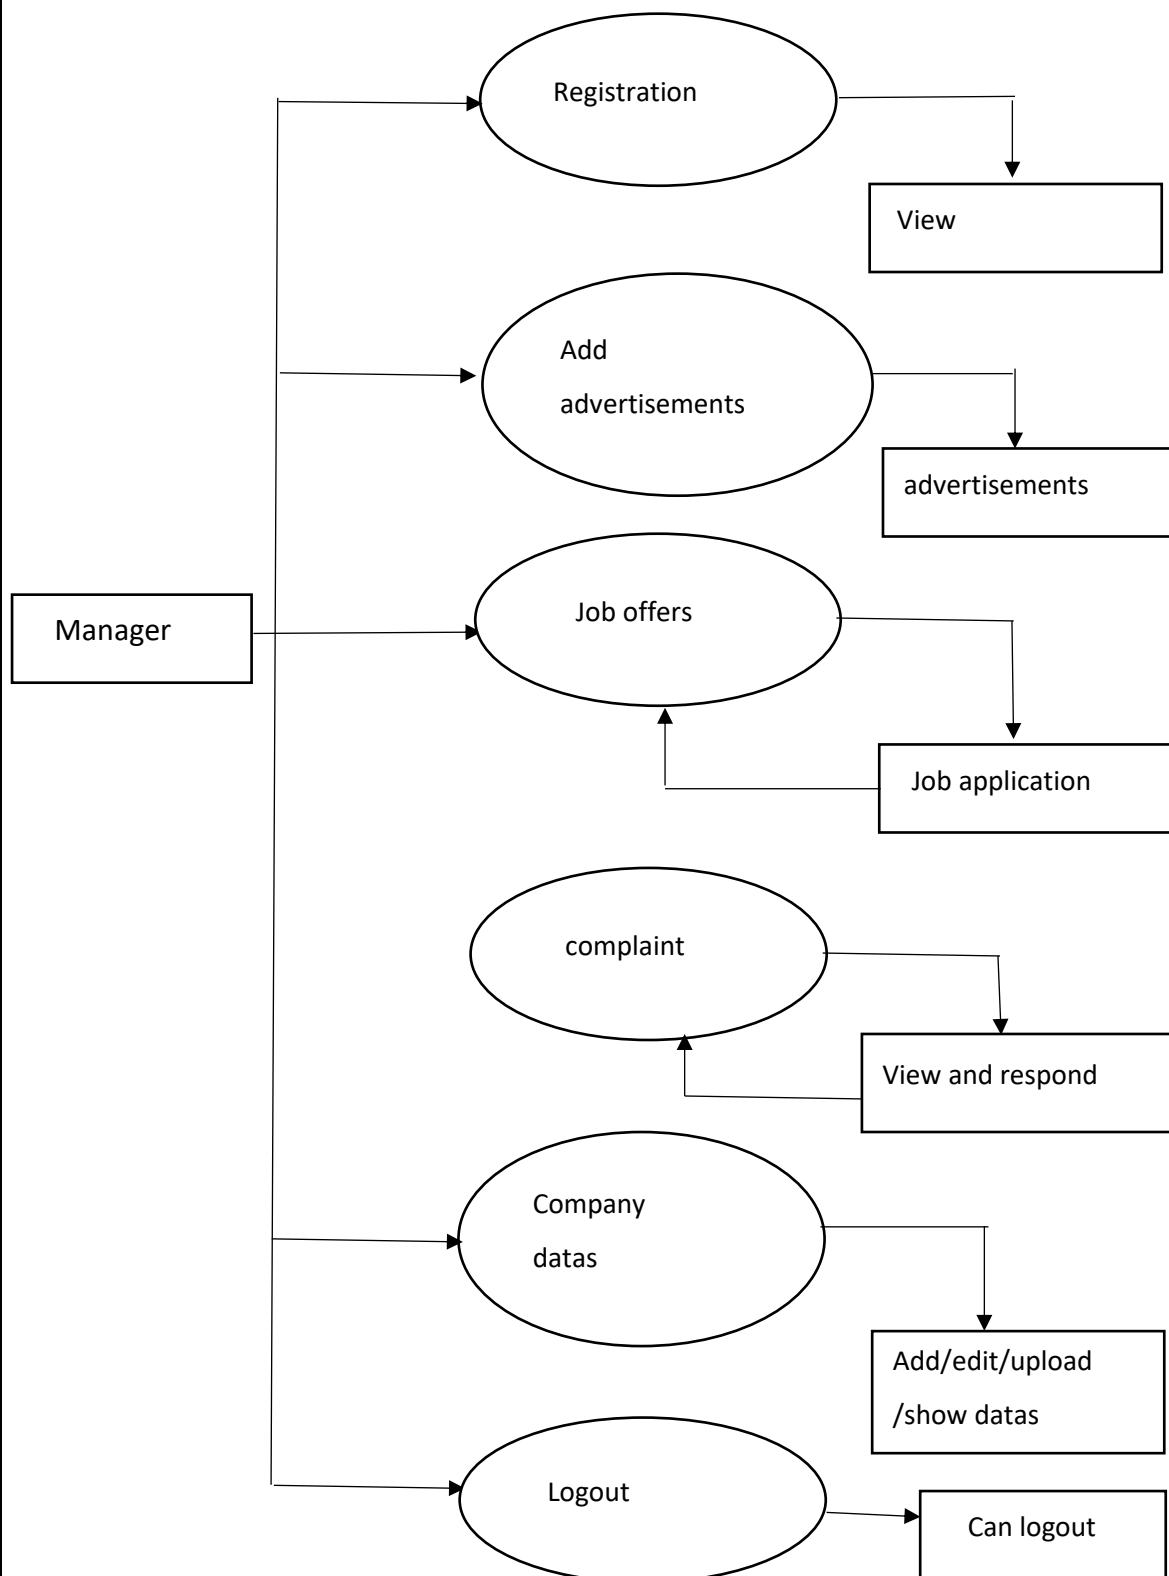 Registration
View
Add
advertisements
advertisements
Job offers
Manager
Job application
complaint
View and respond
Company
datas
Add/edit/upload
/show datas
Logout
Can logout